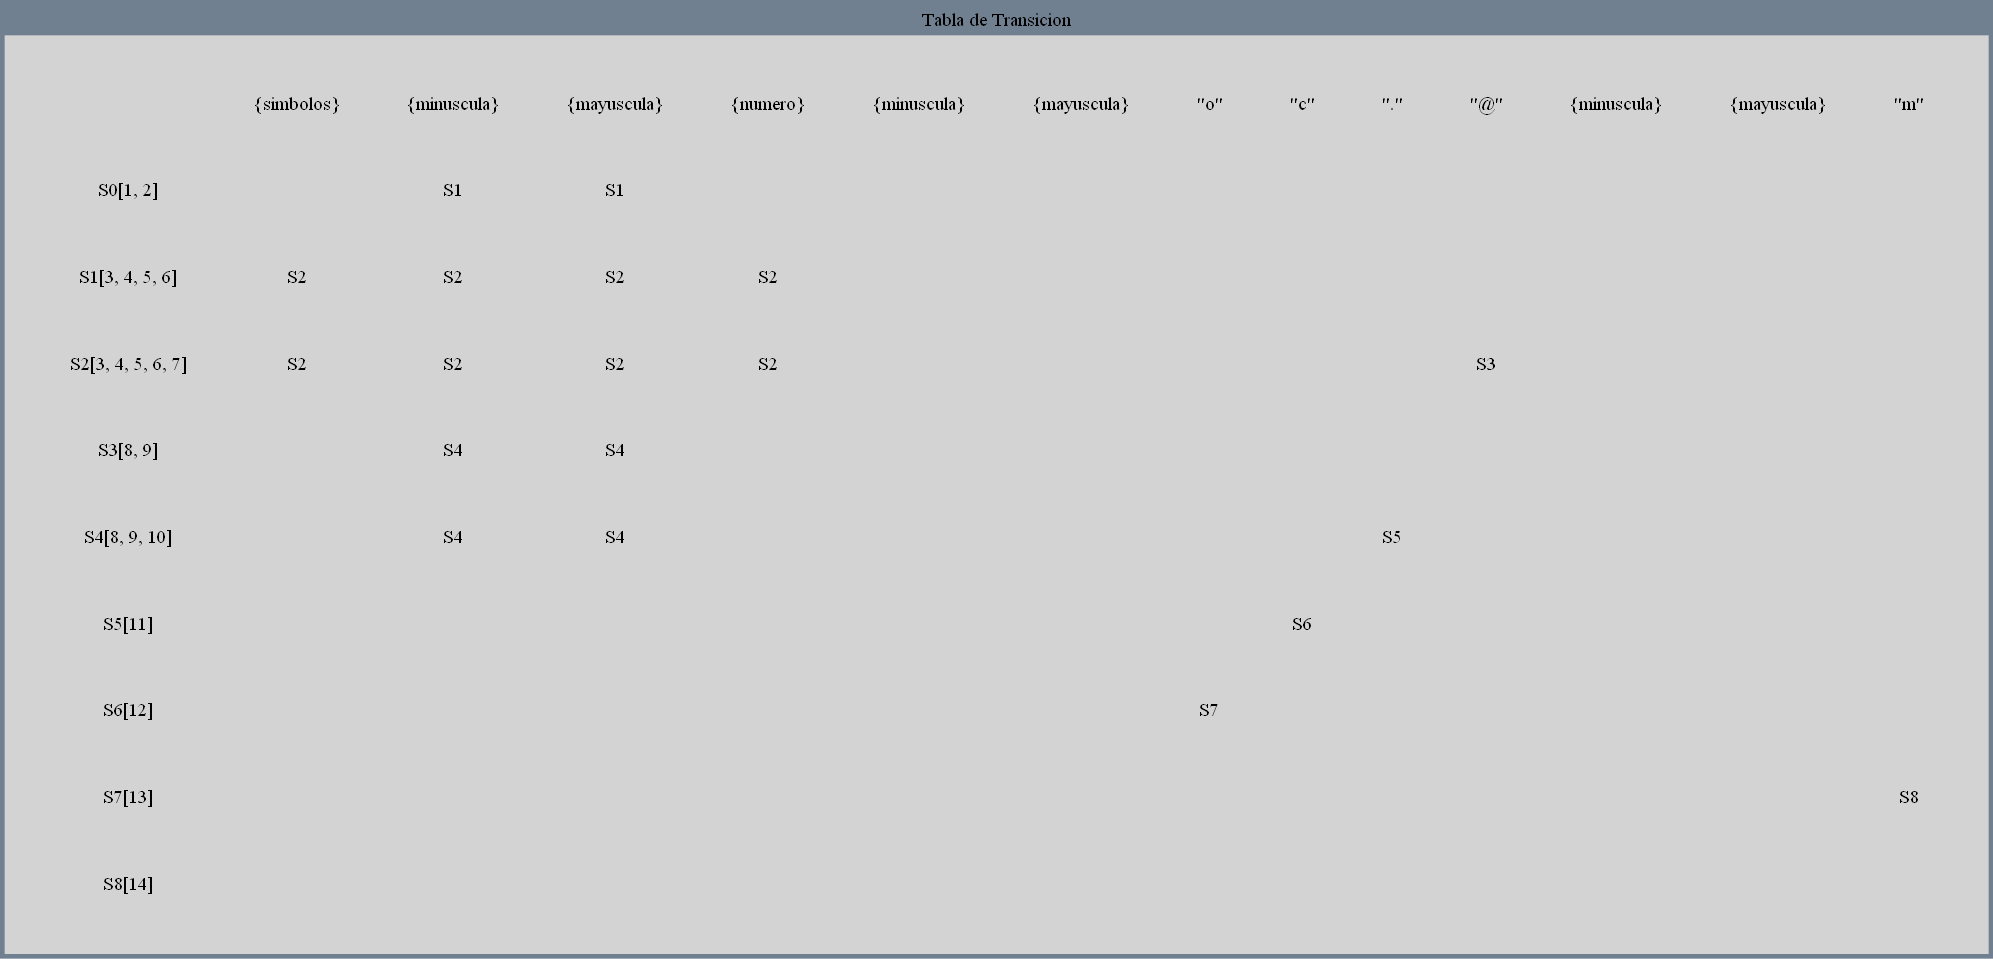 Tabla de Transicion
{simbolos} {minuscula} {mayuscula} {numero} {minuscula} {mayuscula} "o" "c" "." "@" {minuscula} {mayuscula} "m"
S0[1, 2] S1 S1
S1[3, 4, 5, 6] S2 S2 S2 S2
S2[3, 4, 5, 6, 7] S2 S2 S2 S2 S3
S3[8, 9] S4 S4
S4[8, 9, 10] S4 S4 S5
S5[11] S6
S6[12] S7
S7[13] S8
S8[14]